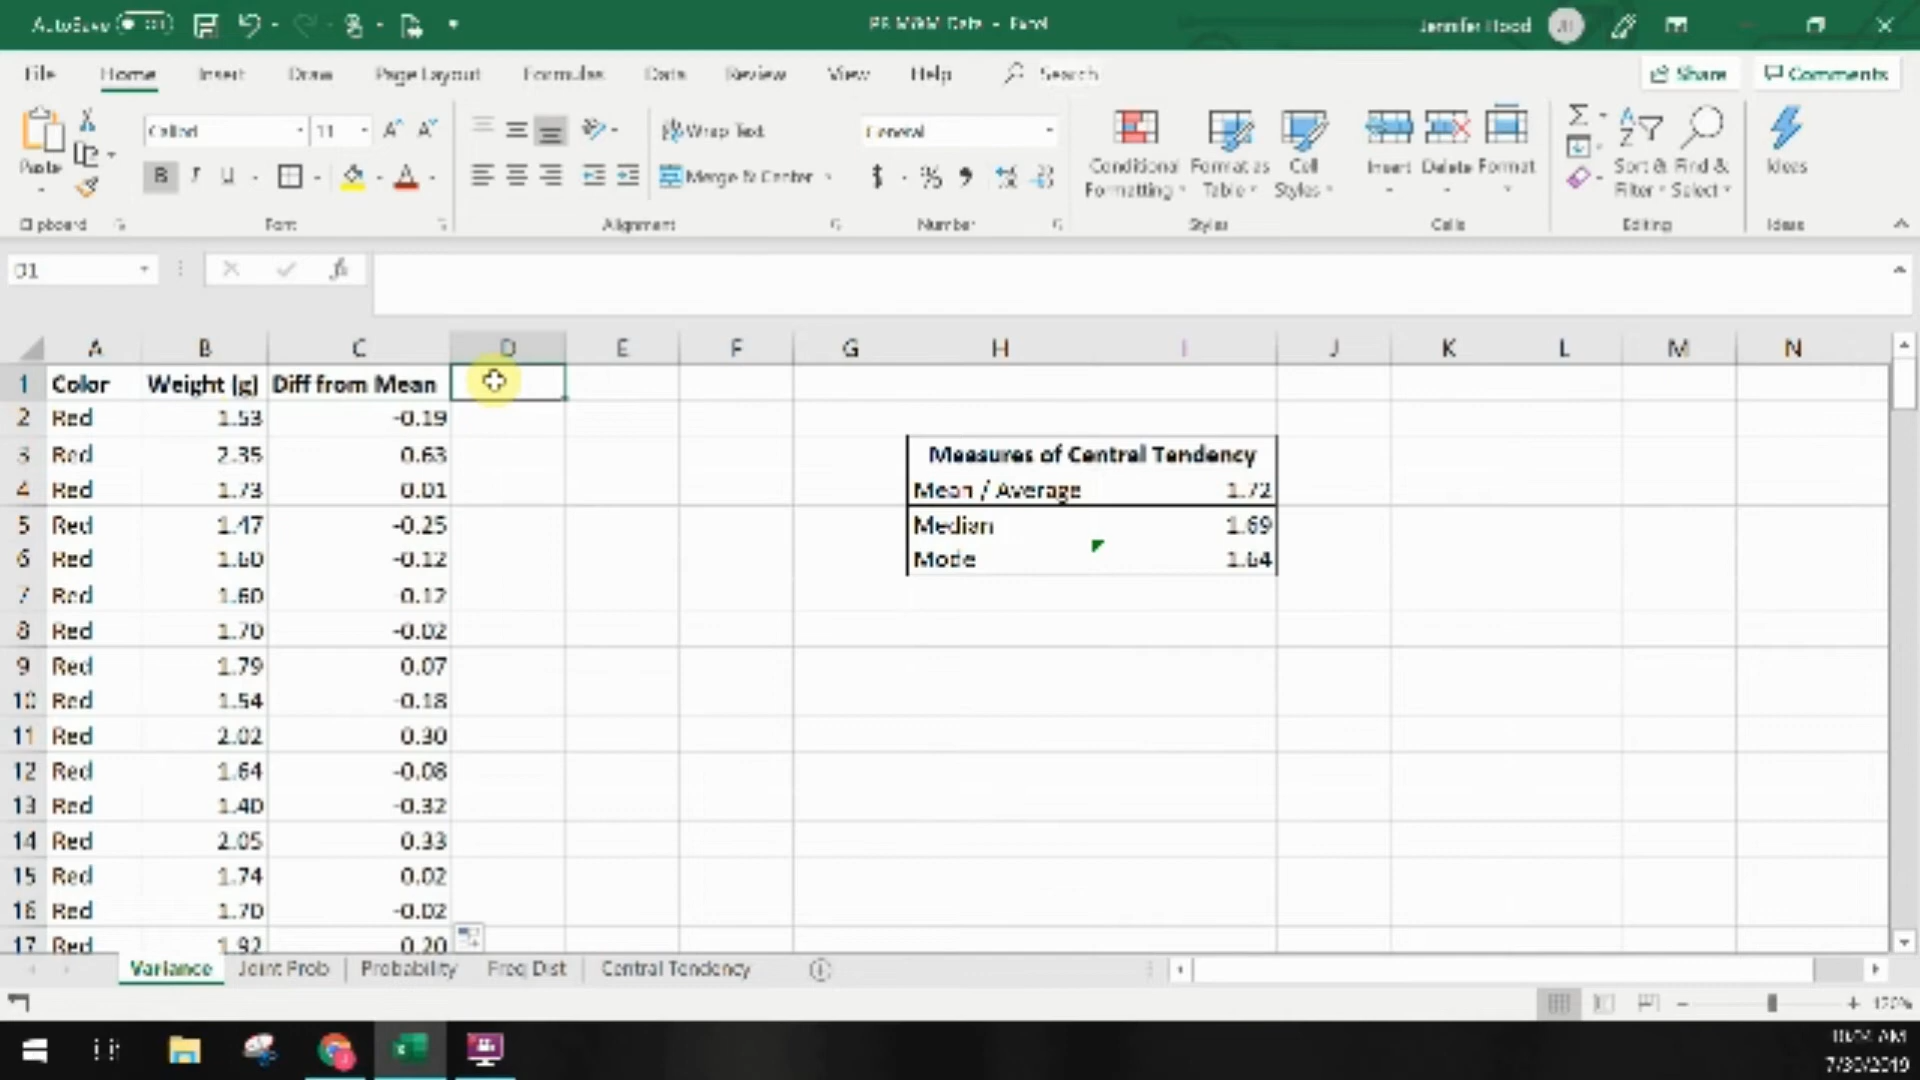 AutoSave
PB M&M Data - Excel
Jennifer Hood
File Home Insert Draw Page Layout Formulas Data Review View Help Search
Share Comments
Paste
Calibri 11
B I U
Wrap Text
Merge & Center
General
$ % ,
Conditional Formatting
Format as Table
Cell Styles
Insert Delete Format
Sort & Filter
Find & Select
Ideas
Clipboard Font Alignment Number Styles Cells Editing Ideas
D1
fx
A B C D E F G H I J K L M N
1 Color Weight (g) Diff from Mean
2 Red 1.53 -0.19
3 Red 2.35 0.63 Measures of Central Tendency
4 Red 1.73 0.01 Mean / Average 1.72
5 Red 1.47 -0.25 Median 1.69
6 Red 1.60 -0.12 Mode 1.64
7 Red 1.60 -0.12
8 Red 1.70 -0.02
9 Red 1.79 0.07
10 Red 1.54 -0.18
11 Red 2.02 0.30
12 Red 1.64 -0.08
13 Red 1.40 -0.32
14 Red 2.05 0.33
15 Red 1.74 0.02
16 Red 1.70 -0.02
17 Red 1.92 0.20
Variance Joint Prob Probability Freq Dist Central Tendency
120%
10:04 AM
7/30/2019